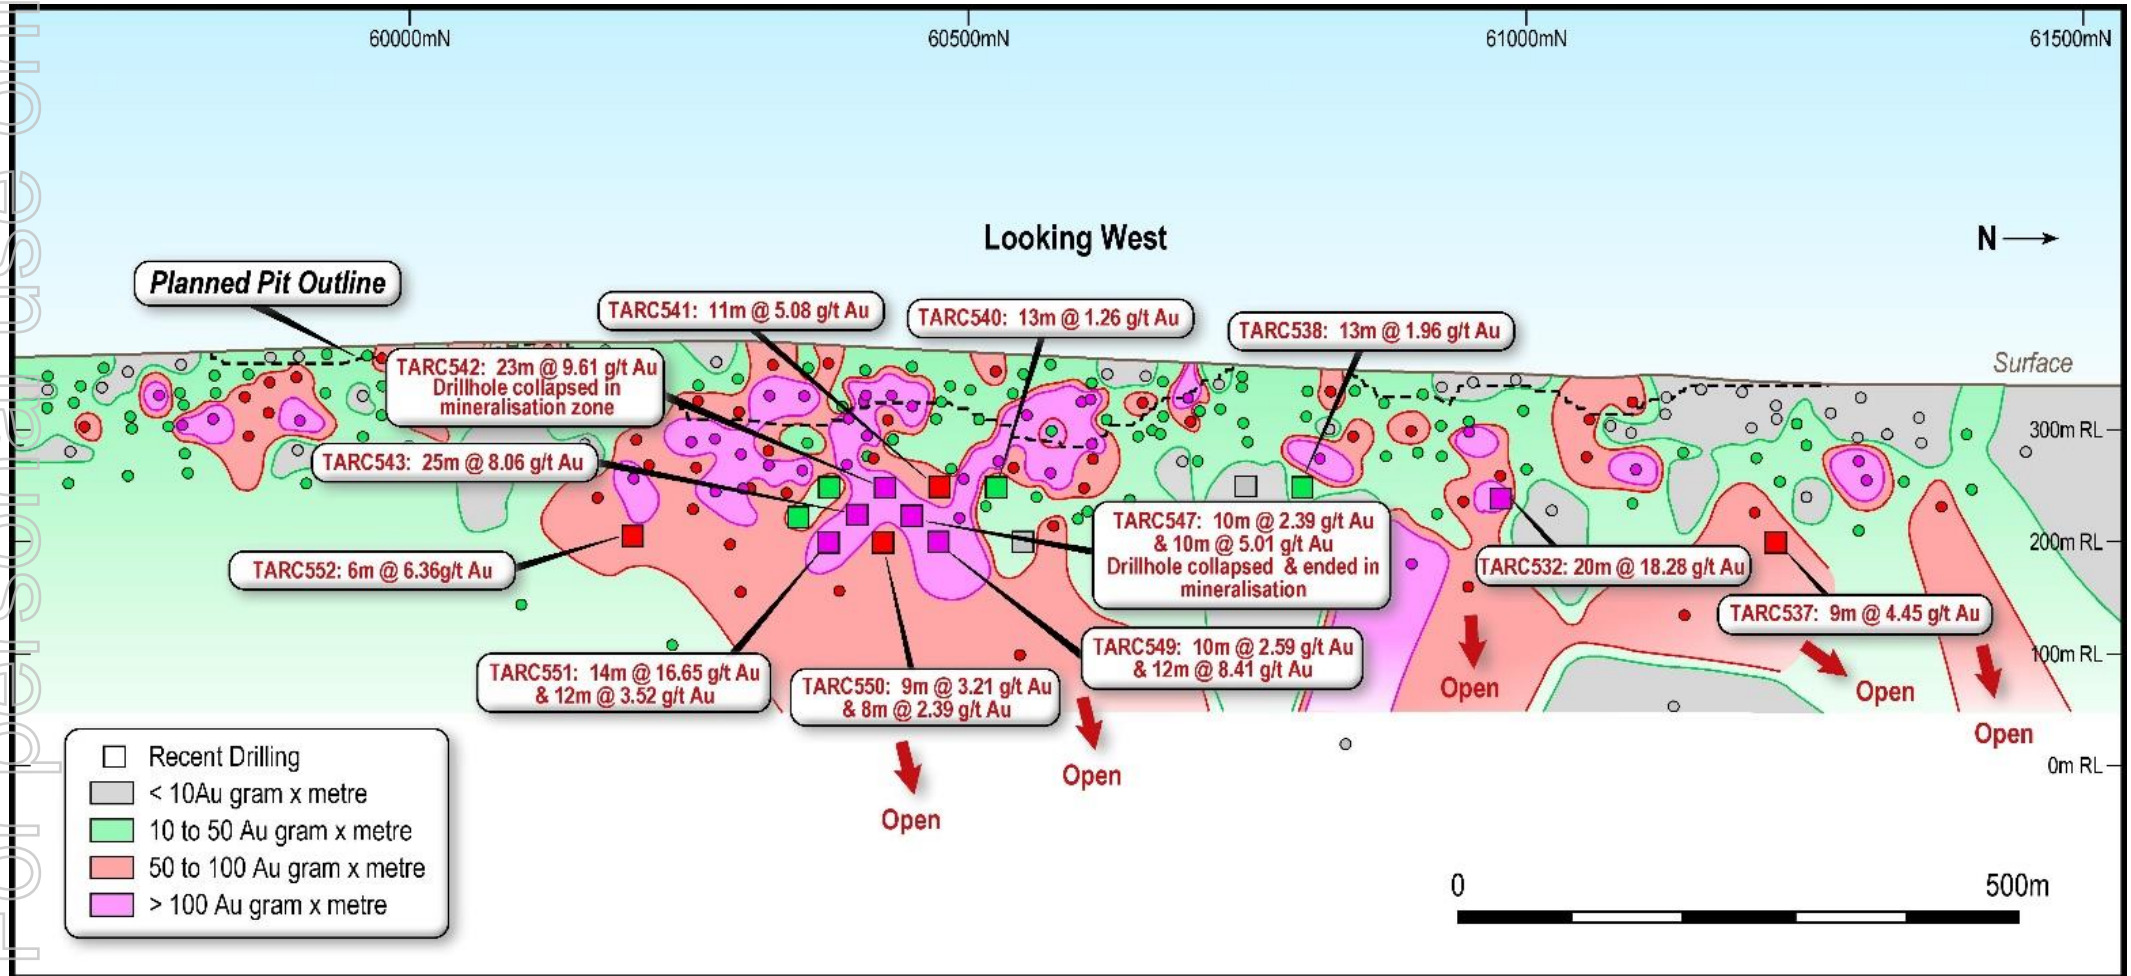 60000mN
60500mN
61000mN
61500mN
Looking West
N
Planned Pit Outline
TARC541: 11m @ 5.08 g/t Au
TARC540: 13m @ 1.26 g/t Au
TARC538: 13m @ 1.96 g/t Au
Surface
TARC542: 23m @ 9.61 g/t Au
Drillhole collapsed in
mineralisation zone
300m RL
TARC543: 25m @ 8.06 g/t Au
TARC547: 10m @ 2.39 g/t Au
& 10m @ 5.01 g/t Au
Drillhole collapsed & ended in
mineralisation
200m RL
TARC552: 6m @ 6.36g/t Au
TARC532: 20m @ 18.28 g/t Au
TARC537: 9m @ 4.45 g/t Au
TARC549: 10m @ 2.59 g/t Au
& 12m @ 8.41 g/t Au
100m RL
TARC551: 14m @ 16.65 g/t Au
& 12m @ 3.52 g/t Au
TARC550: 9m @ 3.21 g/t Au
& 8m @ 2.39 g/t Au
Open
Open
Open
Open
Open
0m RL
Recent Drilling
< 10Au gram x metre
10 to 50 Au gram x metre
50 to 100 Au gram x metre
> 100 Au gram x metre
0
500m
For personal use on